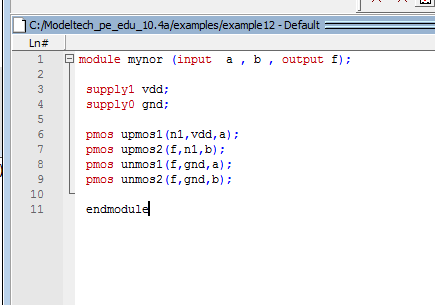 C:/Modeltech_pe_edu_10.4a/examples/example12 - Default
Ln#
1 module mynor (input  a , b , output f);
2
3 supply1 vdd;
4 supply0 gnd;
5
6 pmos upmos1(n1,vdd,a);
7 pmos upmos2(f,n1,b);
8 pmos unmos1(f,gnd,a);
9 pmos unmos2(f,gnd,b);
10
11 endmodule